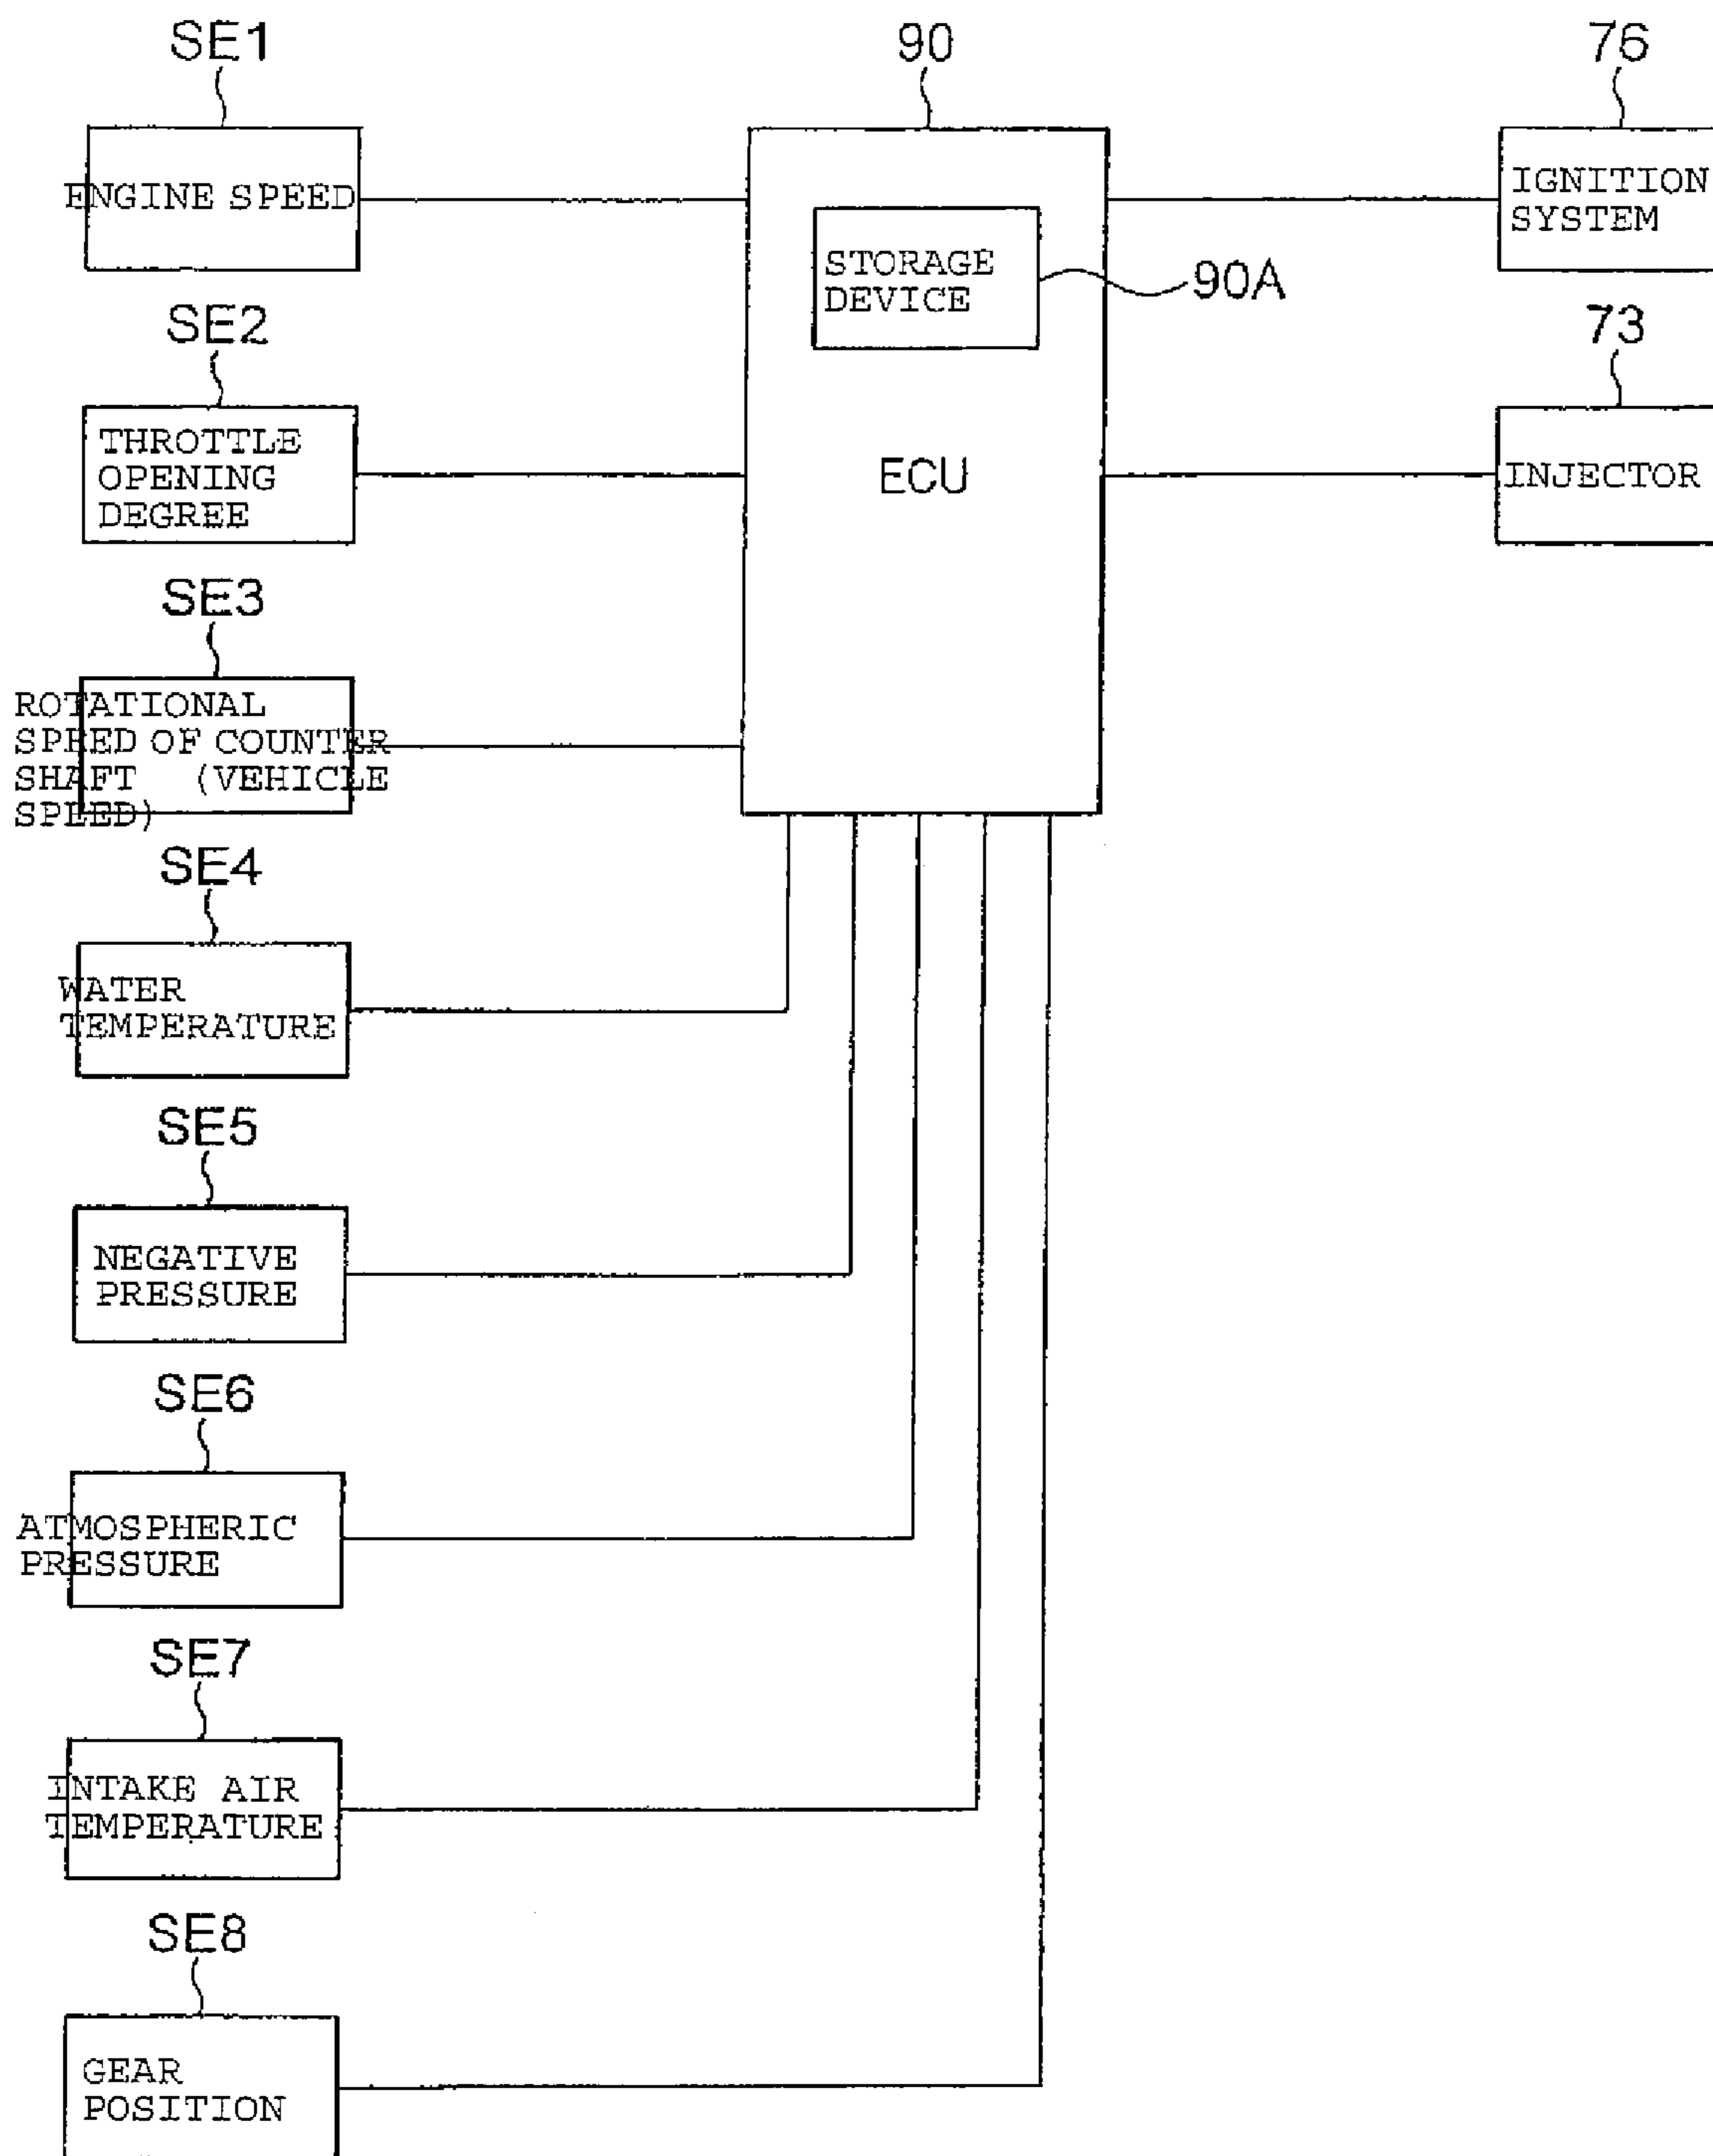 SE1
ENGINE SPEED
SE2
THROTTLE
OPENING
DEGREE
SE3
ROTATIONAL
SPEED OF COUNTER
SHAFT (VEHICLE
SPEED)
SE4
WATER
TEMPERATURE
SE5
NEGATIVE
PRESSURE
SE6
ATMOSPHERIC
PRESSURE
SE7
INTAKE AIR
TEMPERATURE
SE8
GEAR
POSITION
90
STORAGE
DEVICE
90A
ECU
76
IGNITION
SYSTEM
73
INJECTOR